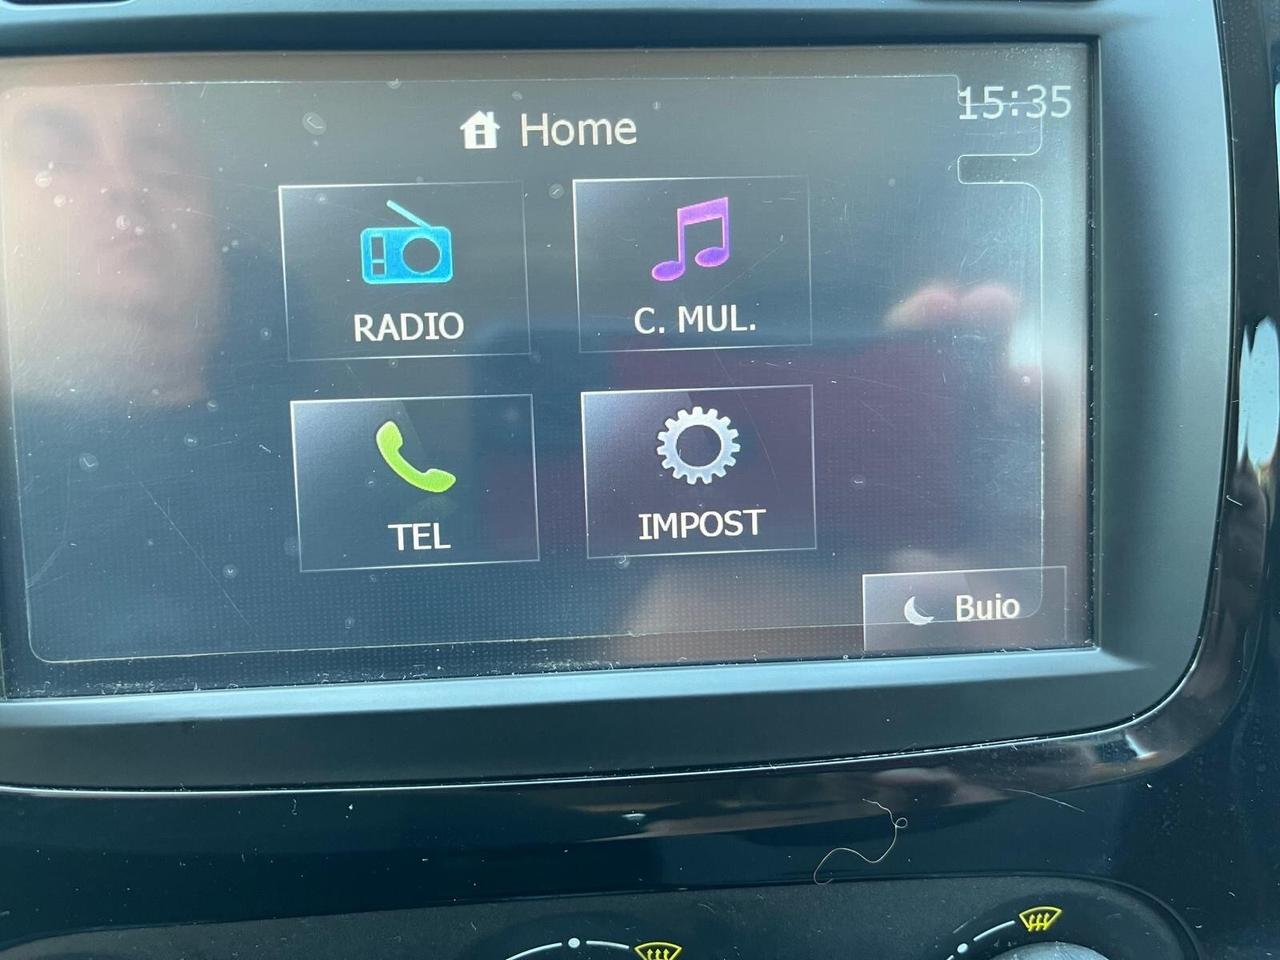 Home
15:35
RADIO
C. MUL.
TEL
IMPOST
Buio